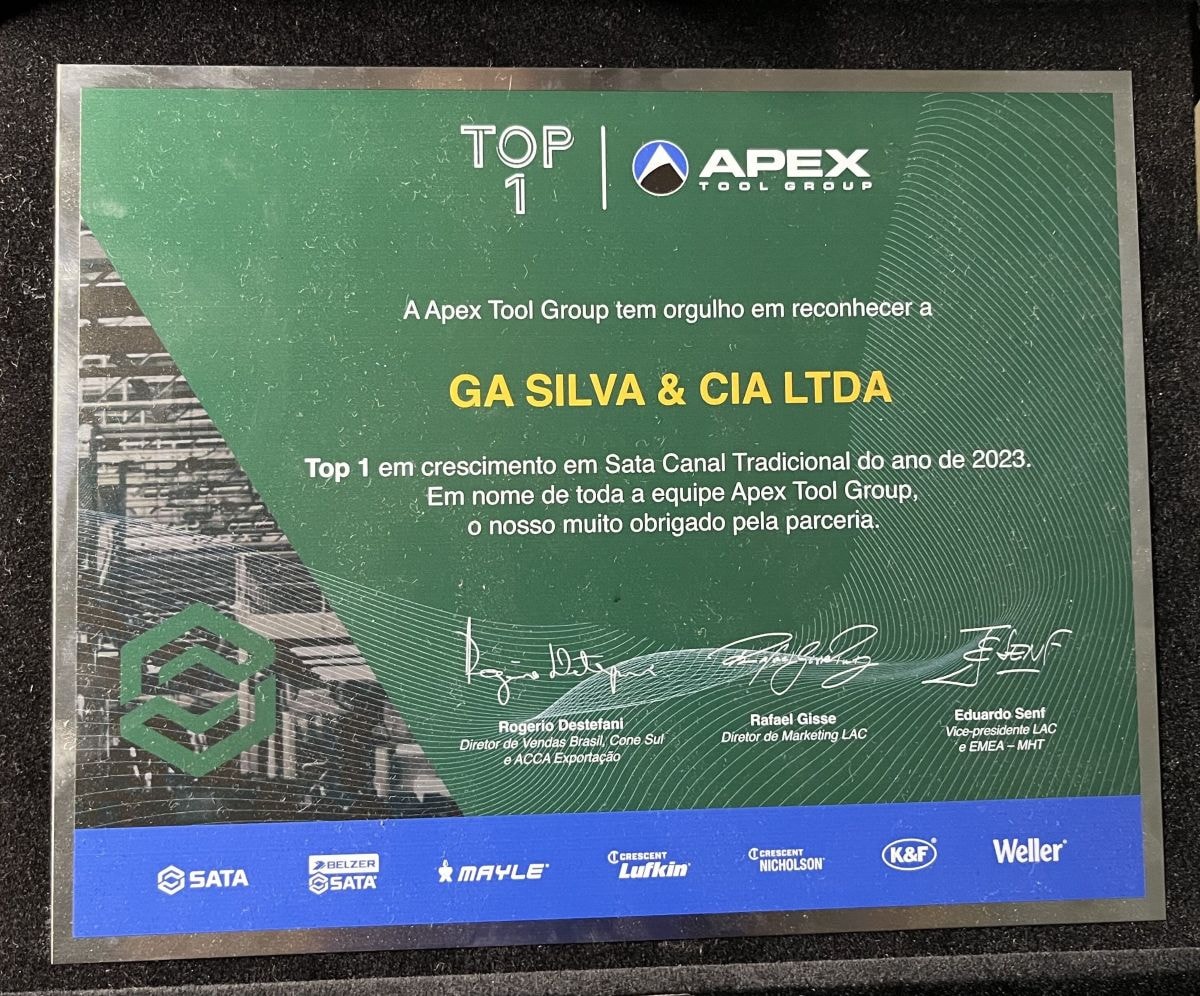 TOP
1
APEX
TOOL GROUP
A Apex Tool Group tem orgulho em reconhecer a
GA SILVA & CIA LTDA
Top 1 em crescimento em Sata Canal Tradicional do ano de 2023.
Em nome de toda a equipe Apex Tool Group,
o nosso muito obrigado pela parceria.
Rogerio Destefani
Diretor de Vendas Brasil, Cone Sul
e ACCA Exportação
Rafael Gisse
Diretor de Marketing LAC
Eduardo Senf
Vice-presidente LAC
e EMEA – MHT
SATA
BELZER
SATA
MAYLE
CRESCENT
Lufkin
CRESCENT
NICHOLSON
K&F
Weller